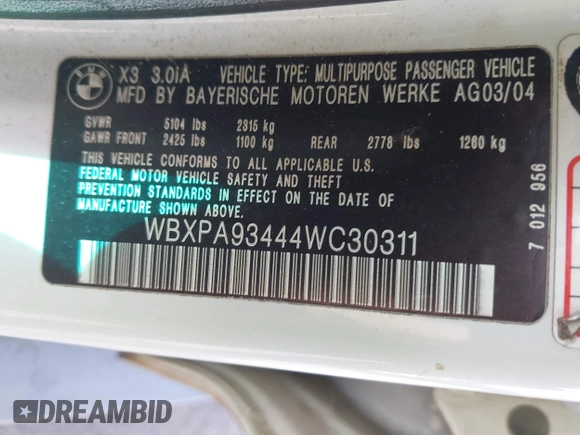 BMW
X3 3.0iA VEHICLE TYPE: MULTIPURPOSE PASSENGER VEHICLE
MFD BY BAYERISCHE MOTOREN WERKE AG03/04
GVWR 5104 lbs 2315 kg
GAWR FRONT 2425 lbs 1100 kg REAR 2778 lbs 1260 kg
THIS VEHICLE CONFORMS TO ALL APPLICABLE U.S.
FEDERAL MOTOR VEHICLE SAFETY AND THEFT
PREVENTION STANDARDS IN EFFECT ON THE DATE OF
MANUFACTURE SHOWN ABOVE.
WBXPA93444WC30311
7 012 956
DREAMBID